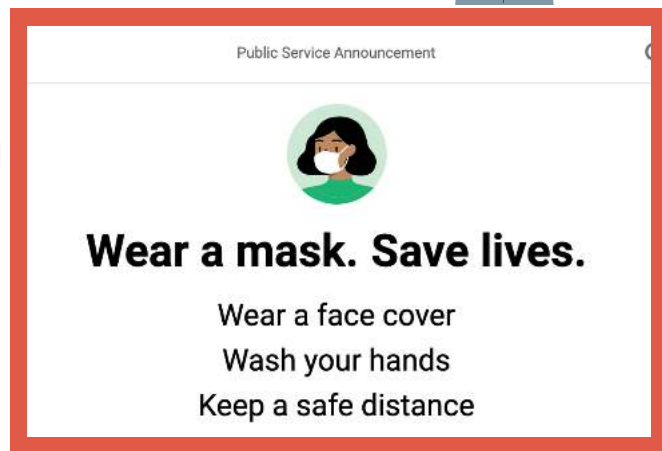 Public Service Announcement
Wear a mask. Save lives.
Wear a face cover
Wash your hands
Keep a safe distance